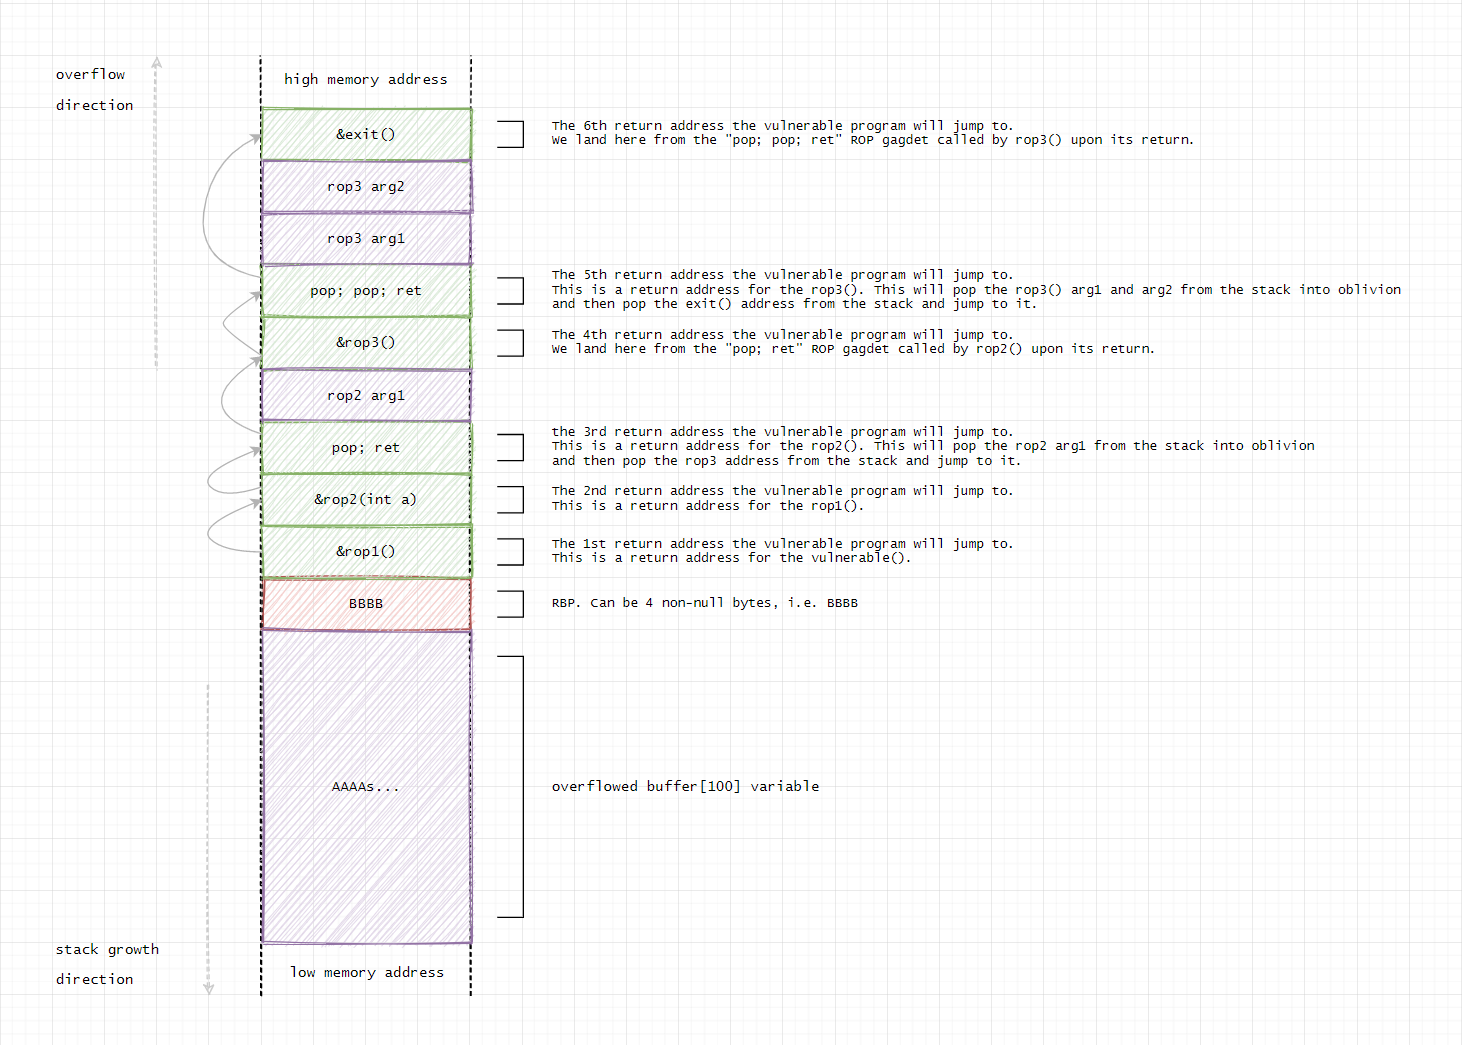 overflow
direction
high memory address
&exit()
The 6th return address the vulnerable program will jump to.
We land here from the "pop; pop; ret" ROP gagdet called by rop3() upon its return.
rop3 arg2
rop3 arg1
pop; pop; ret
The 5th return address the vulnerable program will jump to.
This is a return address for the rop3(). This will pop the rop3() arg1 and arg2 from the stack into oblivion
and then pop the exit() address from the stack and jump to it.
&rop3()
The 4th return address the vulnerable program will jump to.
We land here from the "pop; ret" ROP gagdet called by rop2() upon its return.
rop2 arg1
pop; ret
the 3rd return address the vulnerable program will jump to.
This is a return address for the rop2(). This will pop the rop2 arg1 from the stack into oblivion
and then pop the rop3 address from the stack and jump to it.
&rop2(int a)
The 2nd return address the vulnerable program will jump to.
This is a return address for the rop1().
&rop1()
The 1st return address the vulnerable program will jump to.
This is a return address for the vulnerable().
BBBB
RBP. Can be 4 non-null bytes, i.e. BBBB
AAAAs...
overflowed buffer[100] variable
stack growth
direction
low memory address